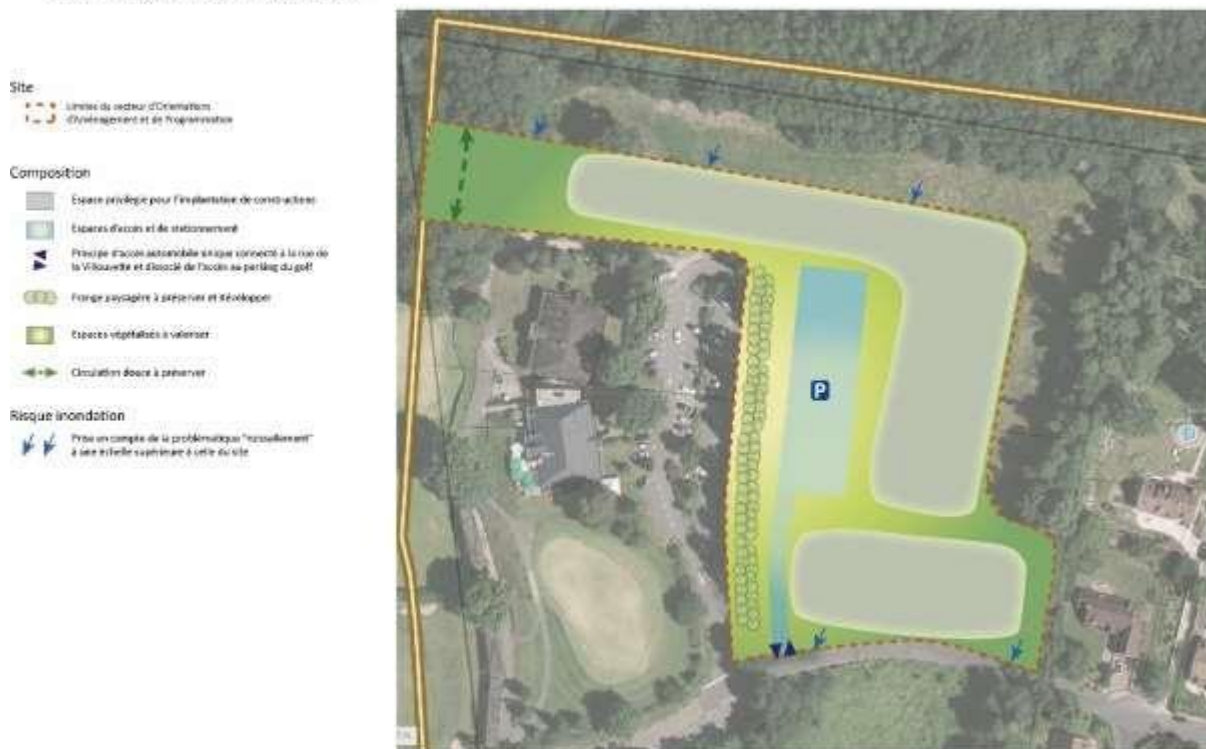 Site
Limites du secteur d'Orientations
d'Aménagement et de Programmation
Composition
Espace privilégié pour l'implantation de constructions
Espaces d'accès et de stationnement
Principe d'accès automobile unique connecté à la rue de
la Villouvette et dissocié de l'accès au parking du golf
Frange paysagère à préserver et développer
Espaces végétalisés à valoriser
Circulation douce à préserver
Risque inondation
Prise en compte de la problématique "ruissellement"
à une échelle supérieure à celle du site
P